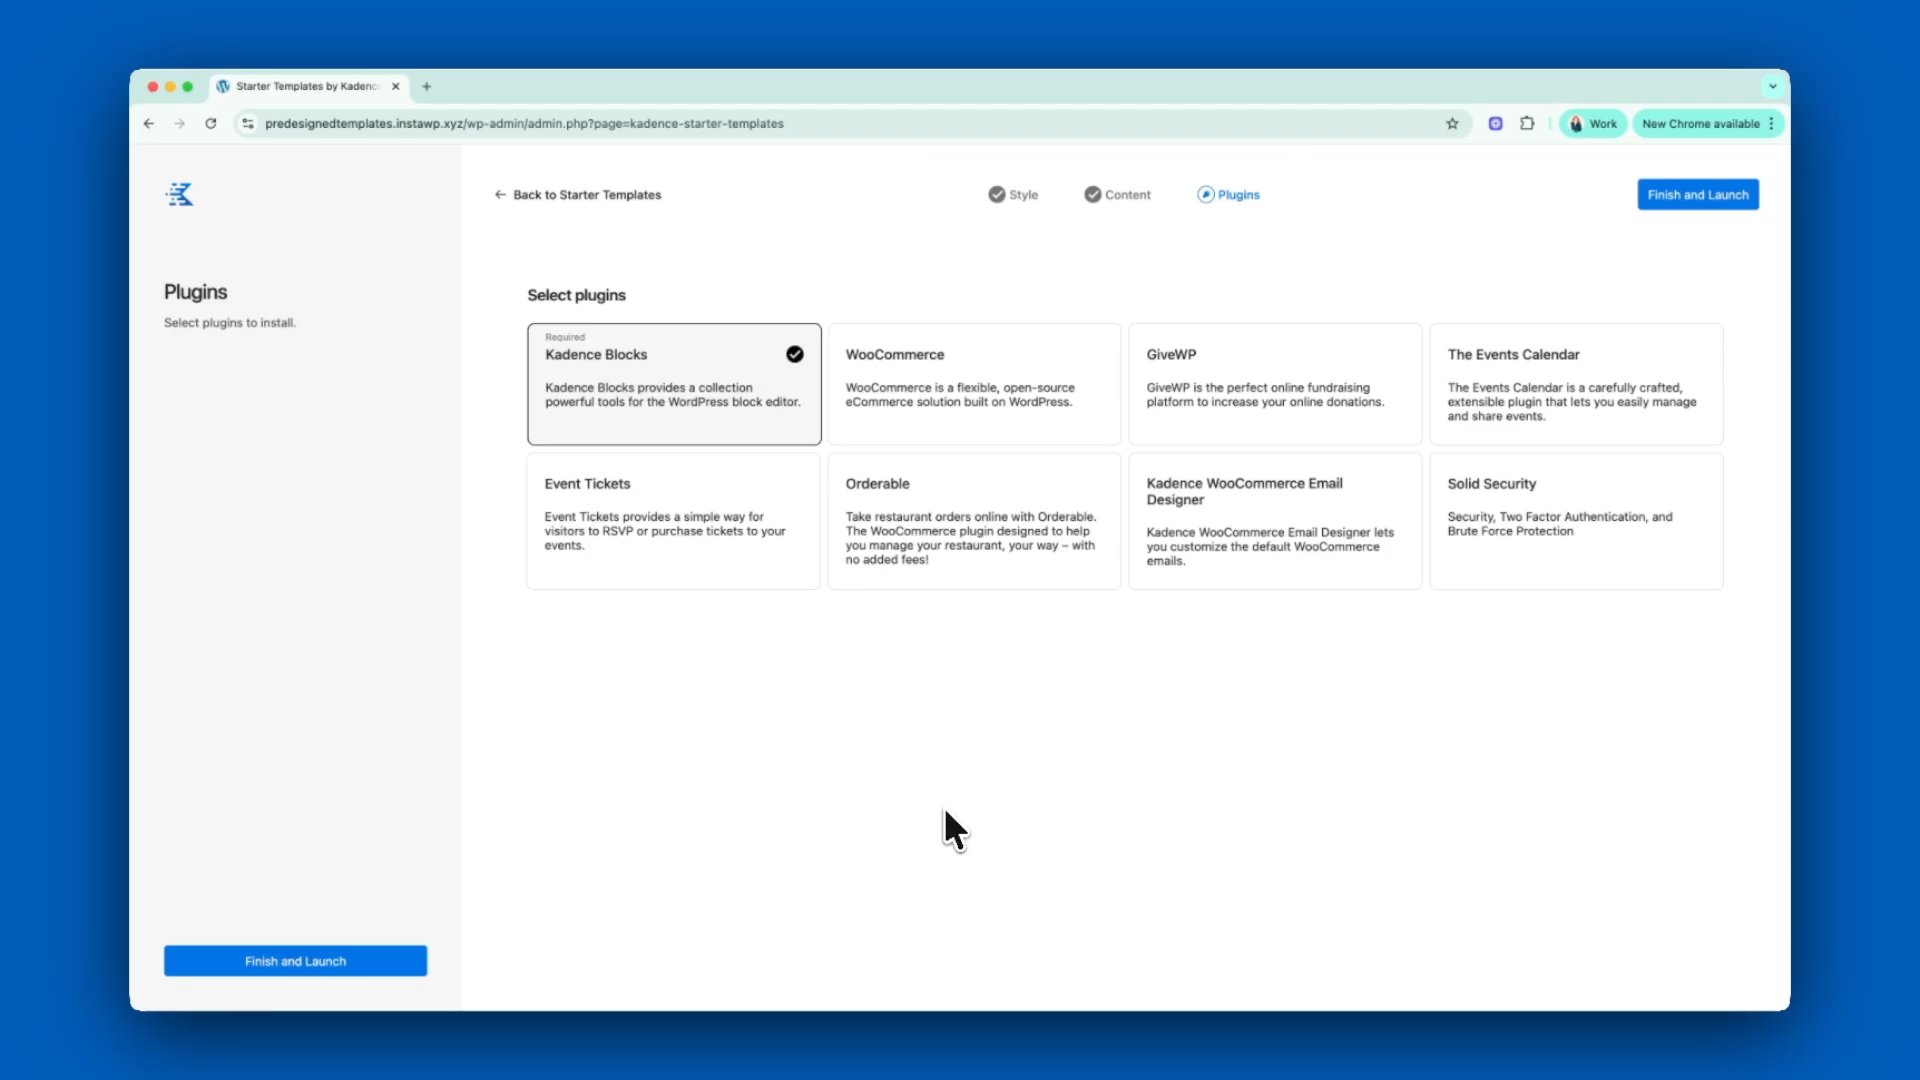 Starter Templates by Kadenc
predesignedtemplates.instawp.xyz/wp-admin/admin.php?page=kadence-starter-templates
Work
New Chrome available
Back to Starter Templates
Style
Content
Plugins
Finish and Launch
Plugins
Select plugins to install.
Select plugins
Required
Kadence Blocks
Kadence Blocks provides a collection
powerful tools for the WordPress block editor.
WooCommerce
WooCommerce is a flexible, open-source
eCommerce solution built on WordPress.
GiveWP
GiveWP is the perfect online fundraising
platform to increase your online donations.
The Events Calendar
The Events Calendar is a carefully crafted,
extensible plugin that lets you easily manage
and share events.
Event Tickets
Event Tickets provides a simple way for
visitors to RSVP or purchase tickets to your
events.
Orderable
Take restaurant orders online with Orderable.
The WooCommerce plugin designed to help
you manage your restaurant, your way – with
no added fees!
Kadence WooCommerce Email
Designer
Kadence WooCommerce Email Designer lets
you customize the default WooCommerce
emails.
Solid Security
Security, Two Factor Authentication, and
Brute Force Protection
Finish and Launch